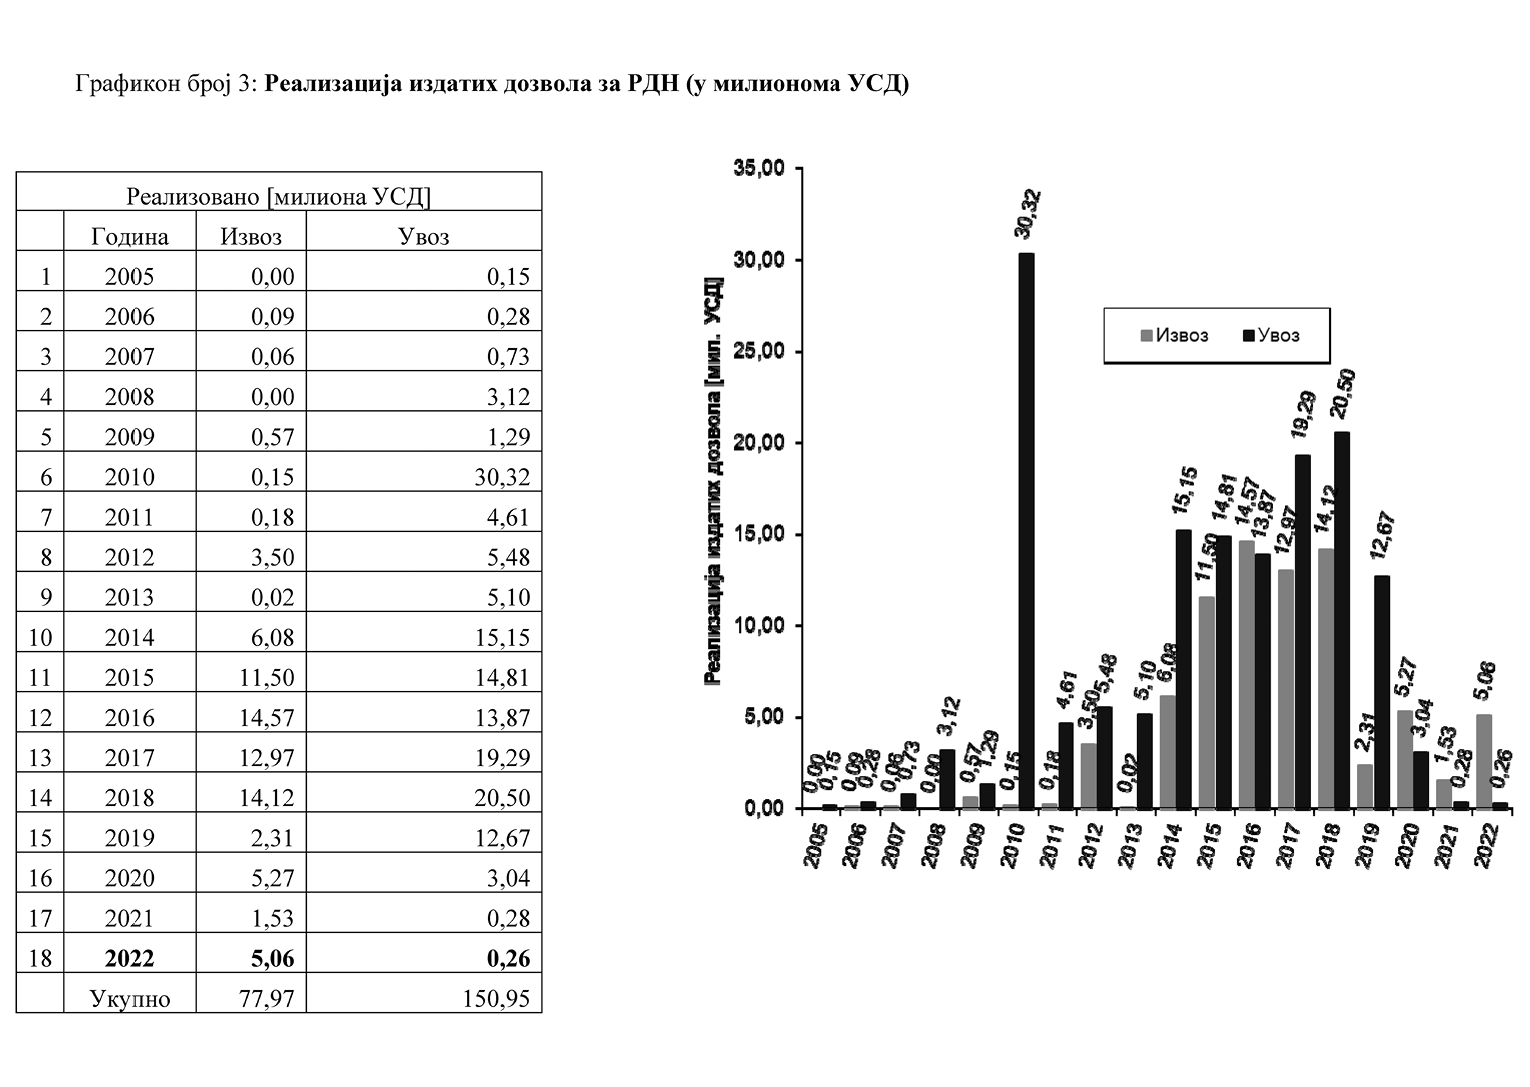 Графикон број 3: Реализација издатих дозвола за РДН (у милионома УСД)
Реализовано [милиона УСД]
Година Извоз Увоз
1 2005 0,00 0,15
2 2006 0,09 0,28
3 2007 0,06 0,73
4 2008 0,00 3,12
5 2009 0,57 1,29
6 2010 0,15 30,32
7 2011 0,18 4,61
8 2012 3,50 5,48
9 2013 0,02 5,10
10 2014 6,08 15,15
11 2015 11,50 14,81
12 2016 14,57 13,87
13 2017 12,97 19,29
14 2018 14,12 20,50
15 2019 2,31 12,67
16 2020 5,27 3,04
17 2021 1,53 0,28
18 2022 5,06 0,26
Укупно 77,97 150,95
Реализација издатих дозвола [мил. УСД]
35,00
30,00
25,00
20,00
15,00
10,00
5,00
0,00
Извоз Увоз
0,00 0,15
0,09 0,28
0,06 0,73
0,00 3,12
0,57 1,29
0,15 30,32
0,18 4,61
3,50 5,48
0,02 5,10
6,08 15,15
11,50 14,81
14,57 13,87
12,97 19,29
14,12 20,50
2,31 12,67
5,27 3,04
1,53 0,28
5,06 0,26
2005 2006 2007 2008 2009 2010 2011 2012 2013 2014 2015 2016 2017 2018 2019 2020 2021 2022